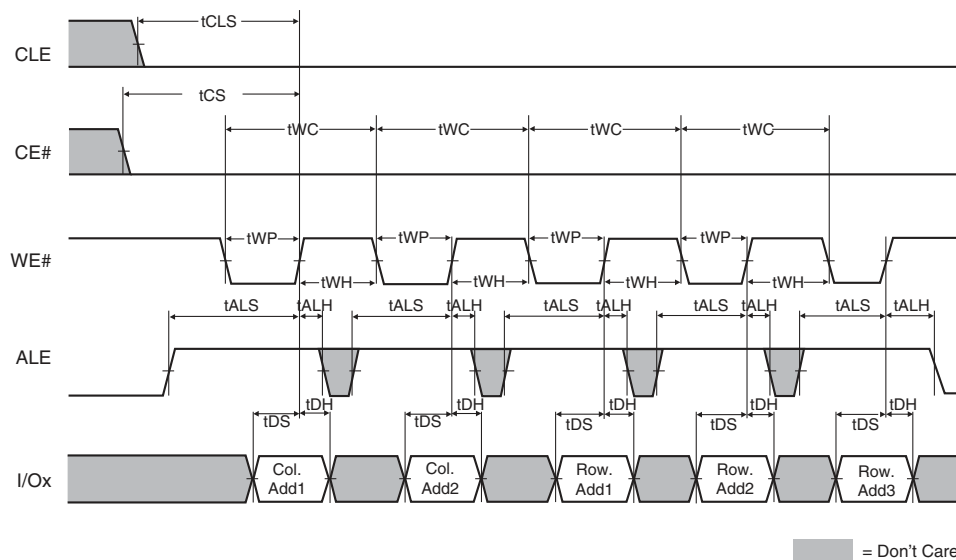 tCLS
CLE
tCS
tWC tWC tWC tWC
CE#
tWP tWP tWP tWP
WE#
tWH tWH tWH tWH
tALS tALH tALS tALH tALS tALH tALS tALH tALS tALH
ALE
tDH tDH tDH tDH tDH
tDS tDS tDS tDS tDS
I/Ox
Col. Add1
Col. Add2
Row. Add1
Row. Add2
Row. Add3
= Don't Care